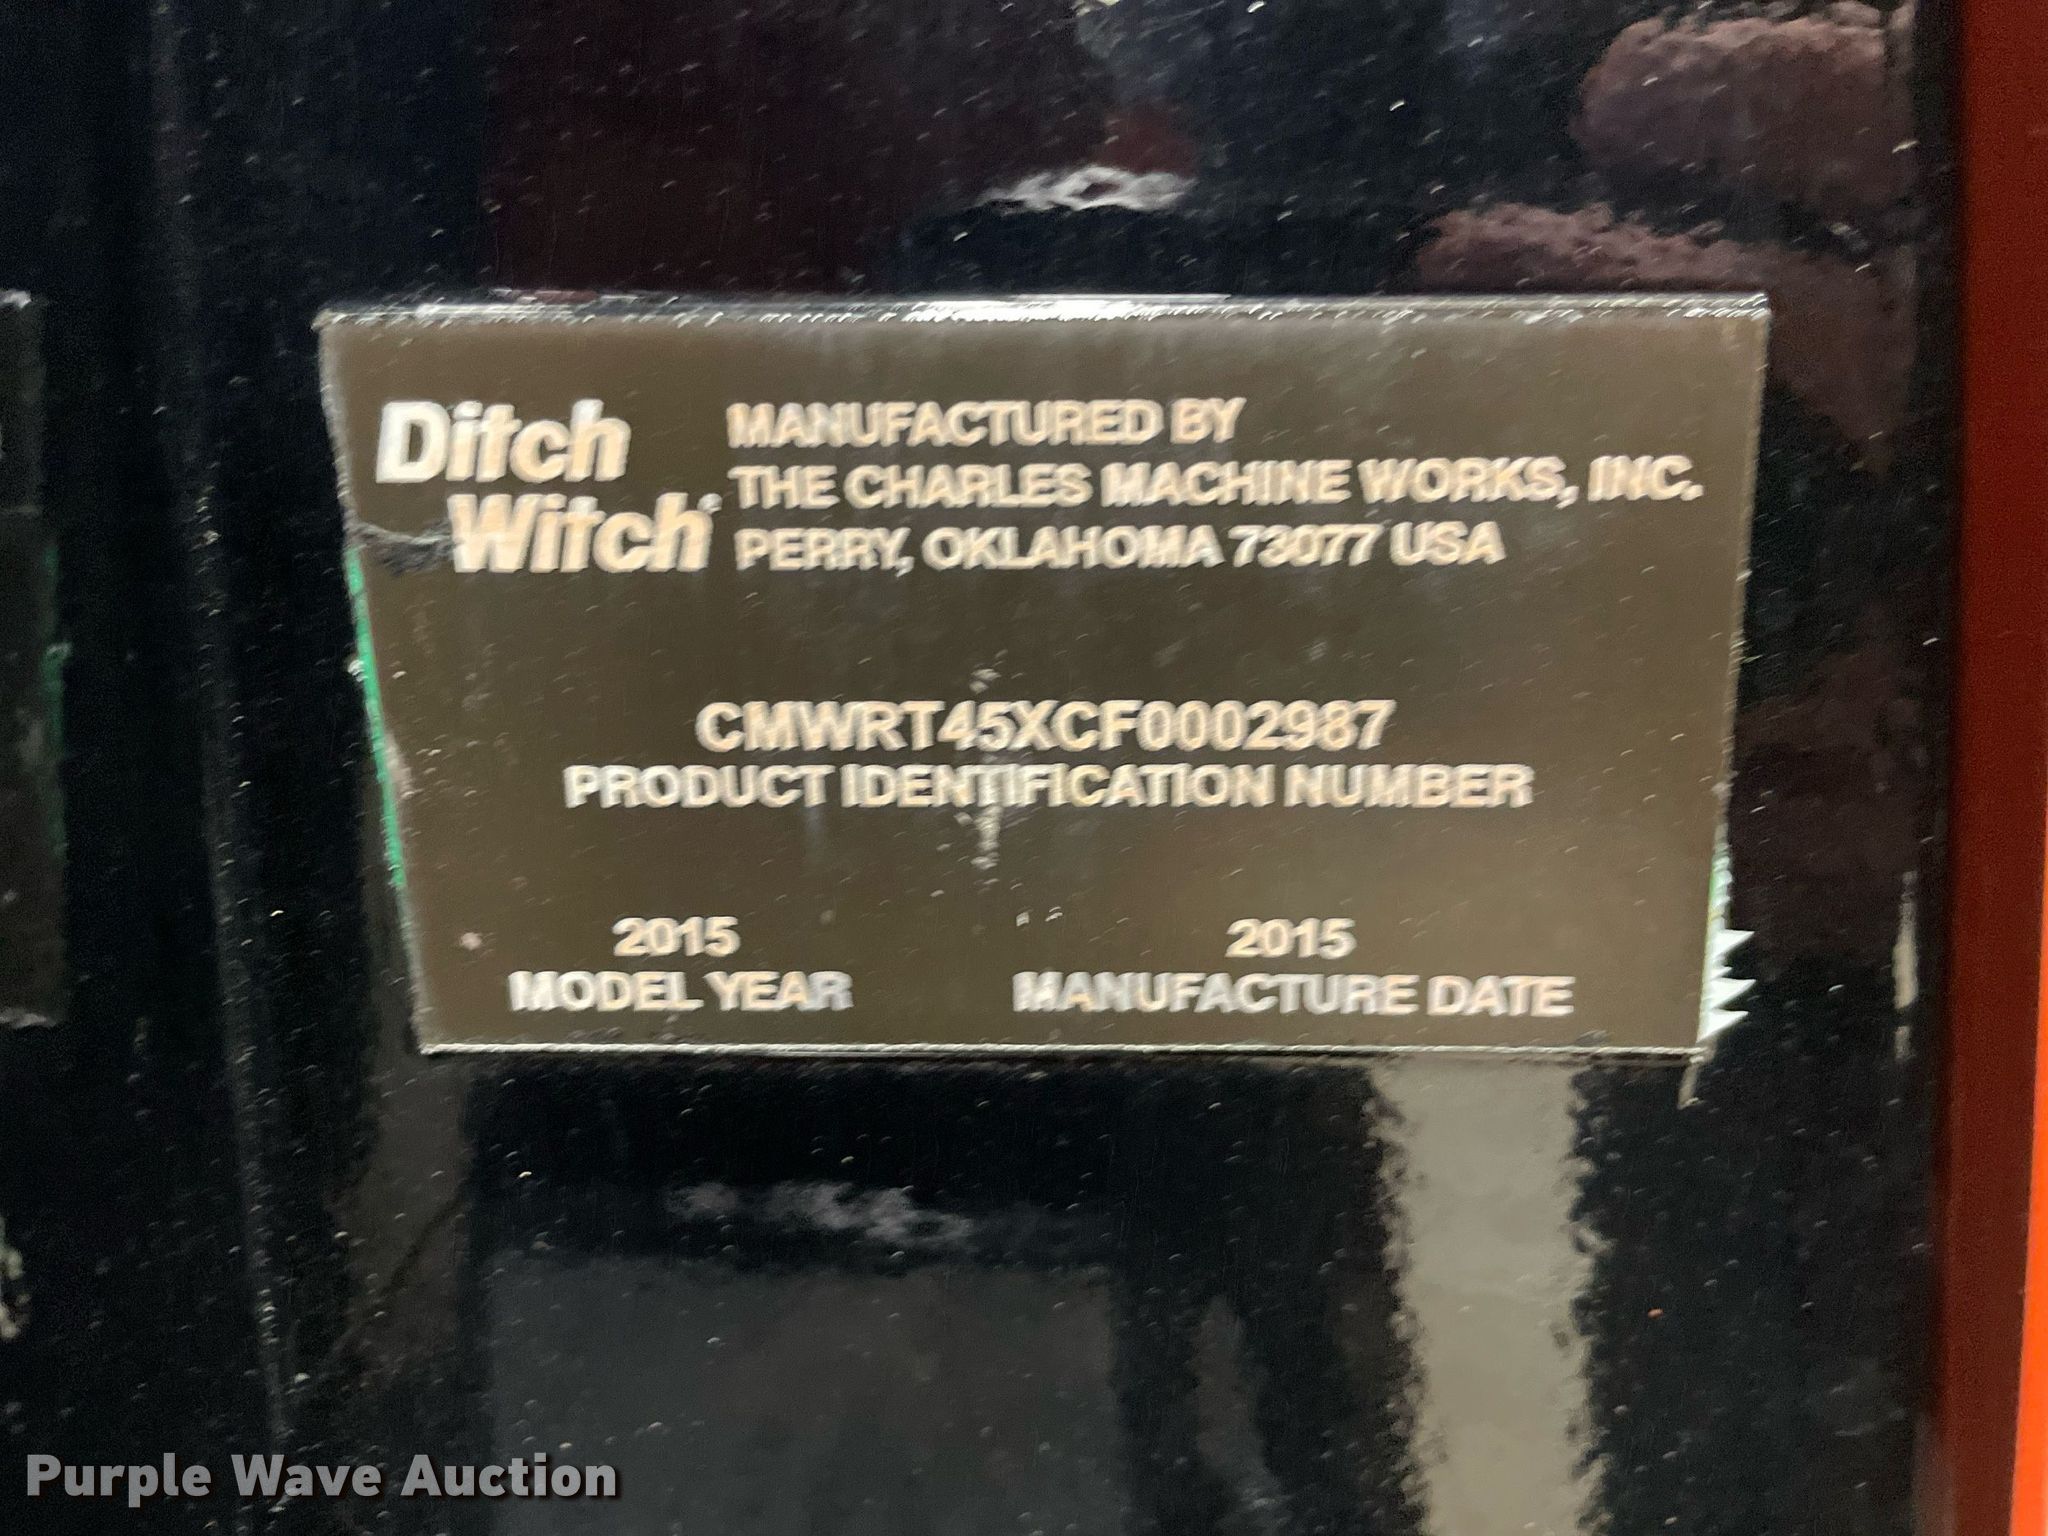 Ditch
Witch®
MANUFACTURED BY
THE CHARLES MACHINE WORKS, INC.
PERRY, OKLAHOMA 73077 USA
CMWRT45XCF0002987
PRODUCT IDENTIFICATION NUMBER
2015
MODEL YEAR
2015
MANUFACTURE DATE
Purple Wave Auction